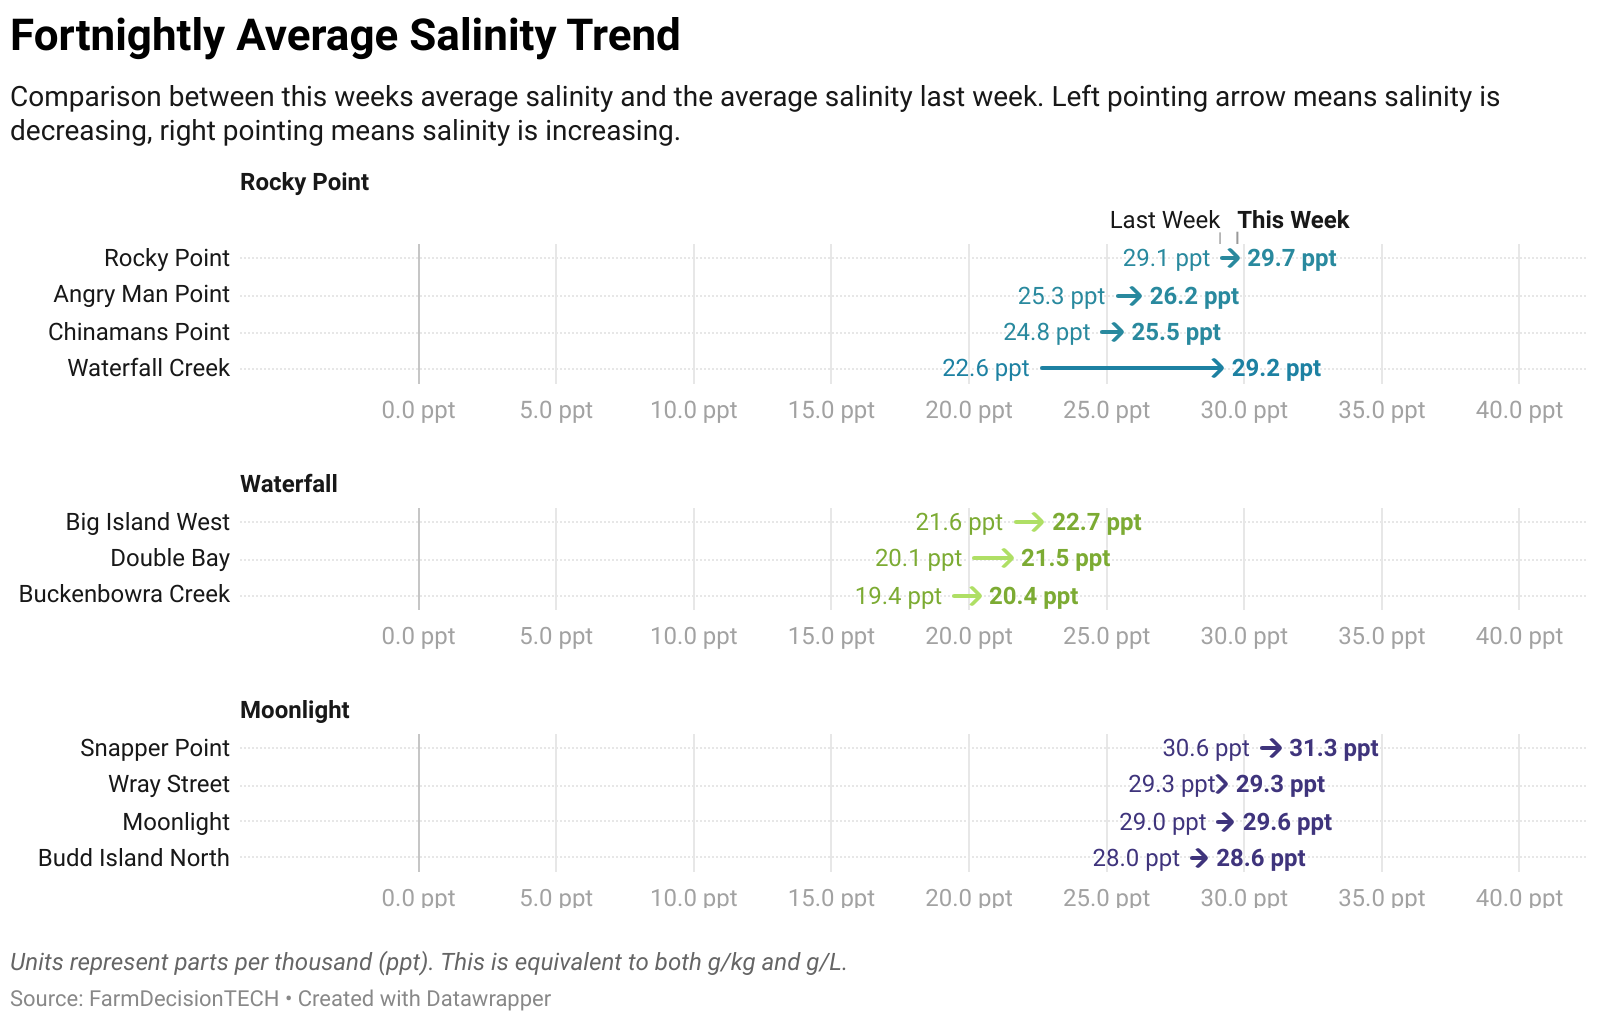 Fortnightly Average Salinity Trend
Comparison between this weeks average salinity and the average salinity last week. Left pointing arrow means salinity is
decreasing, right pointing means salinity is increasing.
Rocky Point
Last Week This Week
Rocky Point 29.1 ppt 29.7 ppt
Angry Man Point 25.3 ppt 26.2 ppt
Chinamans Point 24.8 ppt 25.5 ppt
Waterfall Creek 22.6 ppt 29.2 ppt
0.0 ppt 5.0 ppt 10.0 ppt 15.0 ppt 20.0 ppt 25.0 ppt 30.0 ppt 35.0 ppt 40.0 ppt
Waterfall
Big Island West 21.6 ppt 22.7 ppt
Double Bay 20.1 ppt 21.5 ppt
Buckenbowra Creek 19.4 ppt 20.4 ppt
0.0 ppt 5.0 ppt 10.0 ppt 15.0 ppt 20.0 ppt 25.0 ppt 30.0 ppt 35.0 ppt 40.0 ppt
Moonlight
Snapper Point 30.6 ppt 31.3 ppt
Wray Street 29.3 ppt 29.3 ppt
Moonlight 29.0 ppt 29.6 ppt
Budd Island North 28.0 ppt 28.6 ppt
0.0 ppt 5.0 ppt 10.0 ppt 15.0 ppt 20.0 ppt 25.0 ppt 30.0 ppt 35.0 ppt 40.0 ppt
Units represent parts per thousand (ppt). This is equivalent to both g/kg and g/L.
Source: FarmDecisionTECH • Created with Datawrapper